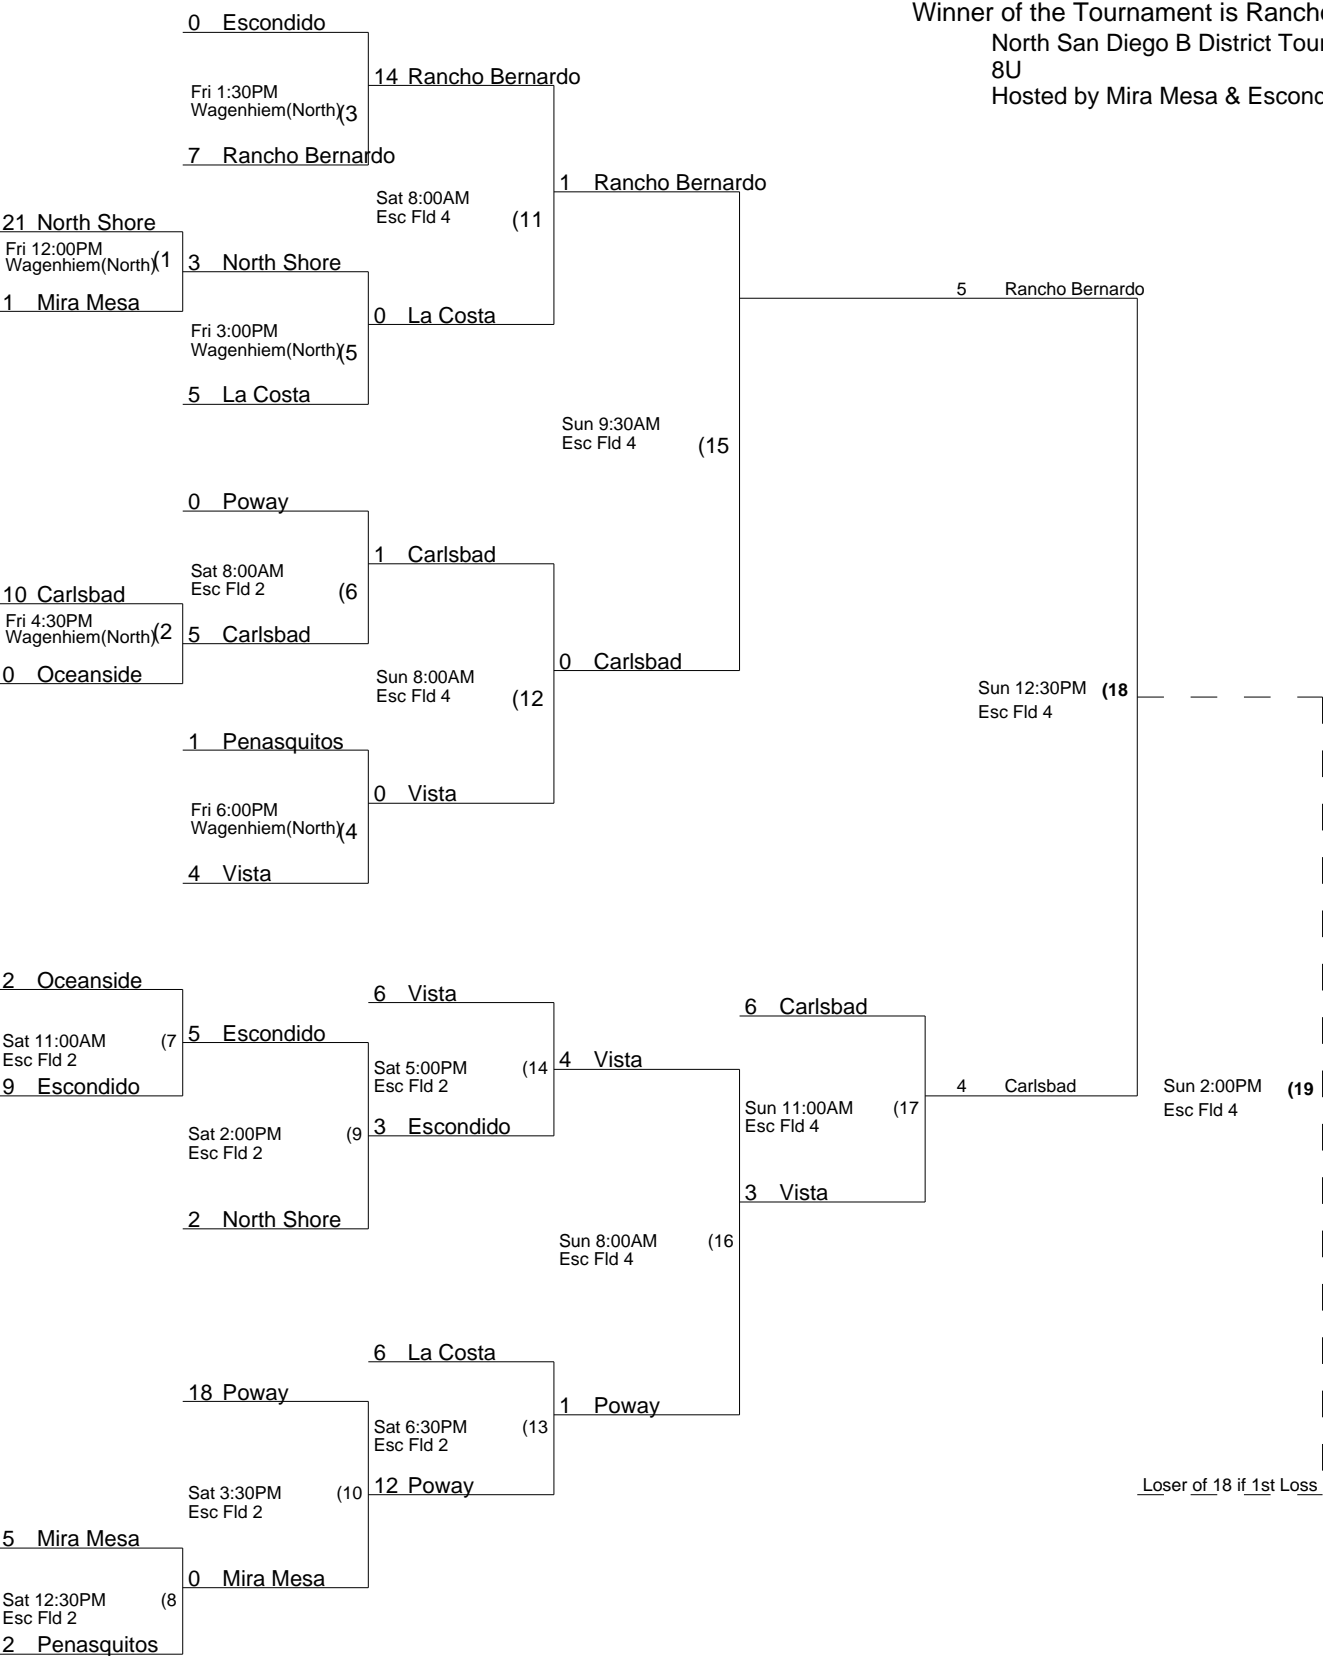 Winner of the Tournament is Ranch
North San Diego B District Tour
8U
Hosted by Mira Mesa & Escond
0 Escondido
14 Rancho Bernardo
Fri 1:30PM
Wagenhiem(North) (3
7 Rancho Bernardo
1 Rancho Bernardo
Sat 8:00AM
Esc Fld 4 (11
21 North Shore
Fri 12:00PM
Wagenhiem(North) (1
3 North Shore
1 Mira Mesa
0 La Costa
5 Rancho Bernardo
Fri 3:00PM
Wagenhiem(North) (5
5 La Costa
Sun 9:30AM
Esc Fld 4 (15
0 Poway
1 Carlsbad
Sat 8:00AM
Esc Fld 2 (6
10 Carlsbad
Fri 4:30PM
Wagenhiem(North) (2
5 Carlsbad
0 Oceanside
0 Carlsbad
Sun 8:00AM
Esc Fld 4 (12
Sun 12:30PM (18
Esc Fld 4
1 Penasquitos
0 Vista
Fri 6:00PM
Wagenhiem(North) (4
4 Vista
2 Oceanside
6 Vista
6 Carlsbad
5 Escondido
Sat 11:00AM (7
Esc Fld 2
4 Vista
Sat 5:00PM (14
Esc Fld 2
9 Escondido
4 Carlsbad
Sun 2:00PM (19
Esc Fld 4
Sun 11:00AM (17
Esc Fld 4
3 Escondido
Sat 2:00PM (9
Esc Fld 2
3 Vista
2 North Shore
Sun 8:00AM (16
Esc Fld 4
6 La Costa
18 Poway
1 Poway
Sat 6:30PM (13
Esc Fld 2
12 Poway
Loser of 18 if 1st Loss
Sat 3:30PM (10
Esc Fld 2
5 Mira Mesa
0 Mira Mesa
Sat 12:30PM (8
Esc Fld 2
2 Penasquitos